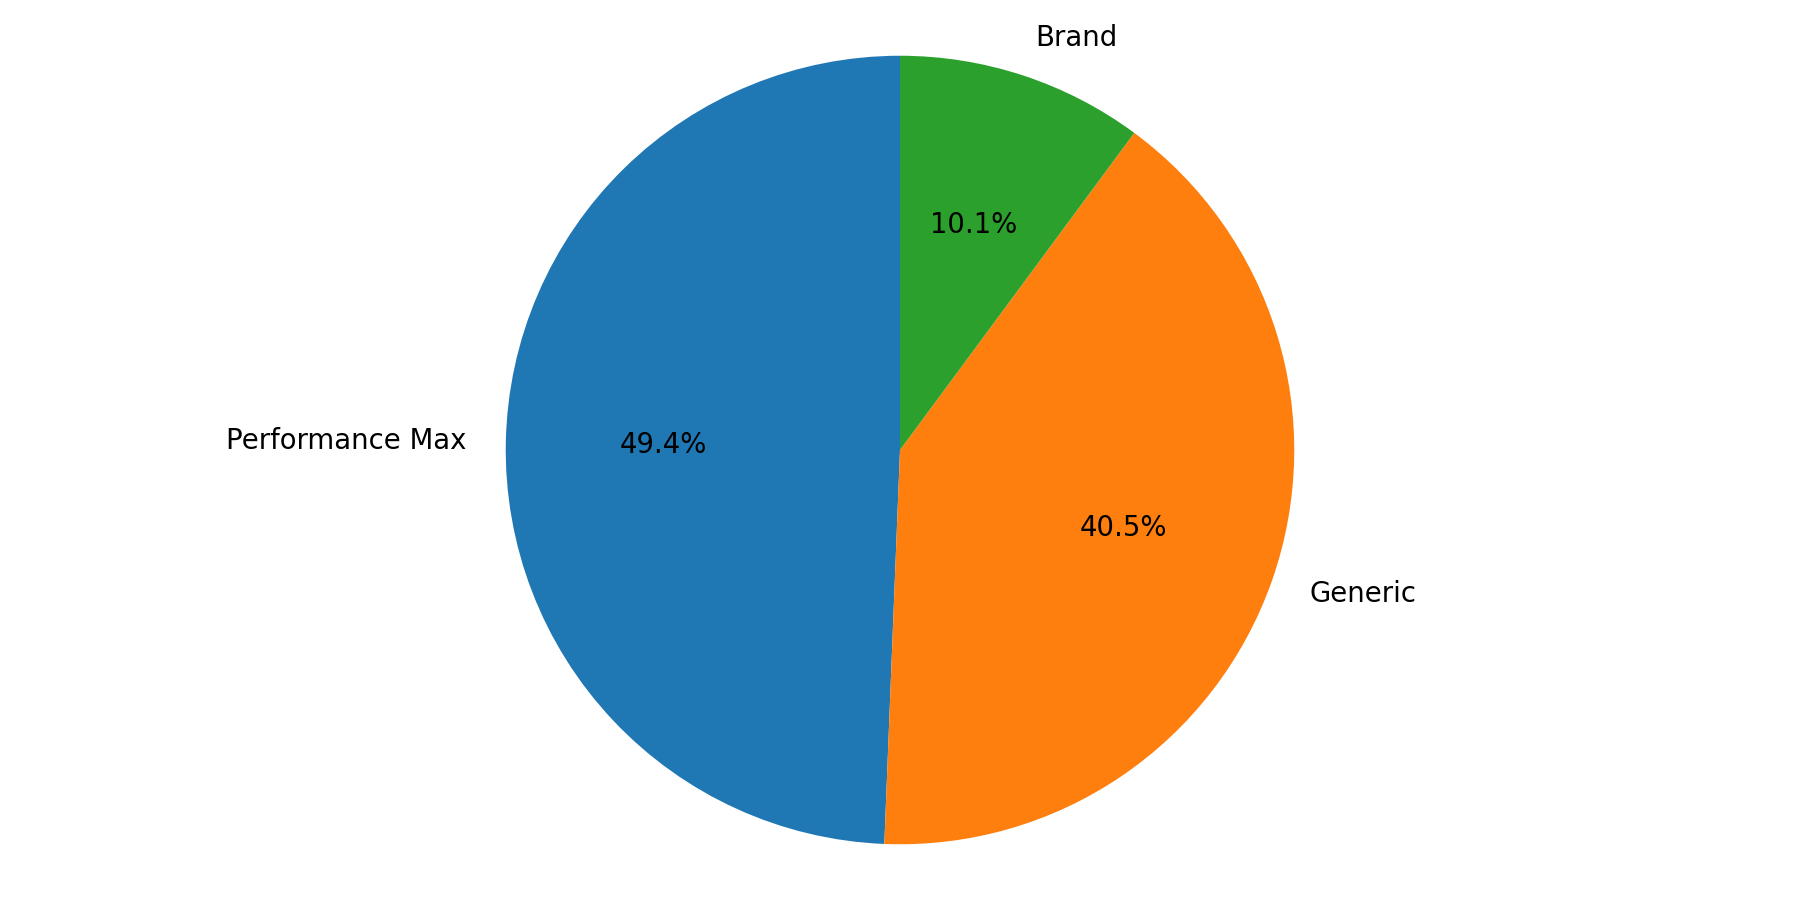 Brand
10.1%
Performance Max
49.4%
40.5%
Generic